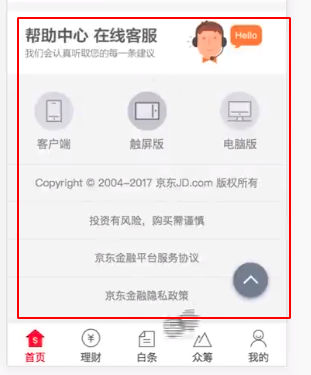 帮助中心 在线客服
Hello
我们会认真听取您的每一条建议
客户端 触屏版 电脑版
Copyright © 2004-2017 京东JD.com 版权所有
投资有风险，购买需谨慎
京东金融平台服务协议
京东金融隐私政策
首页 理财 白条 众筹 我的